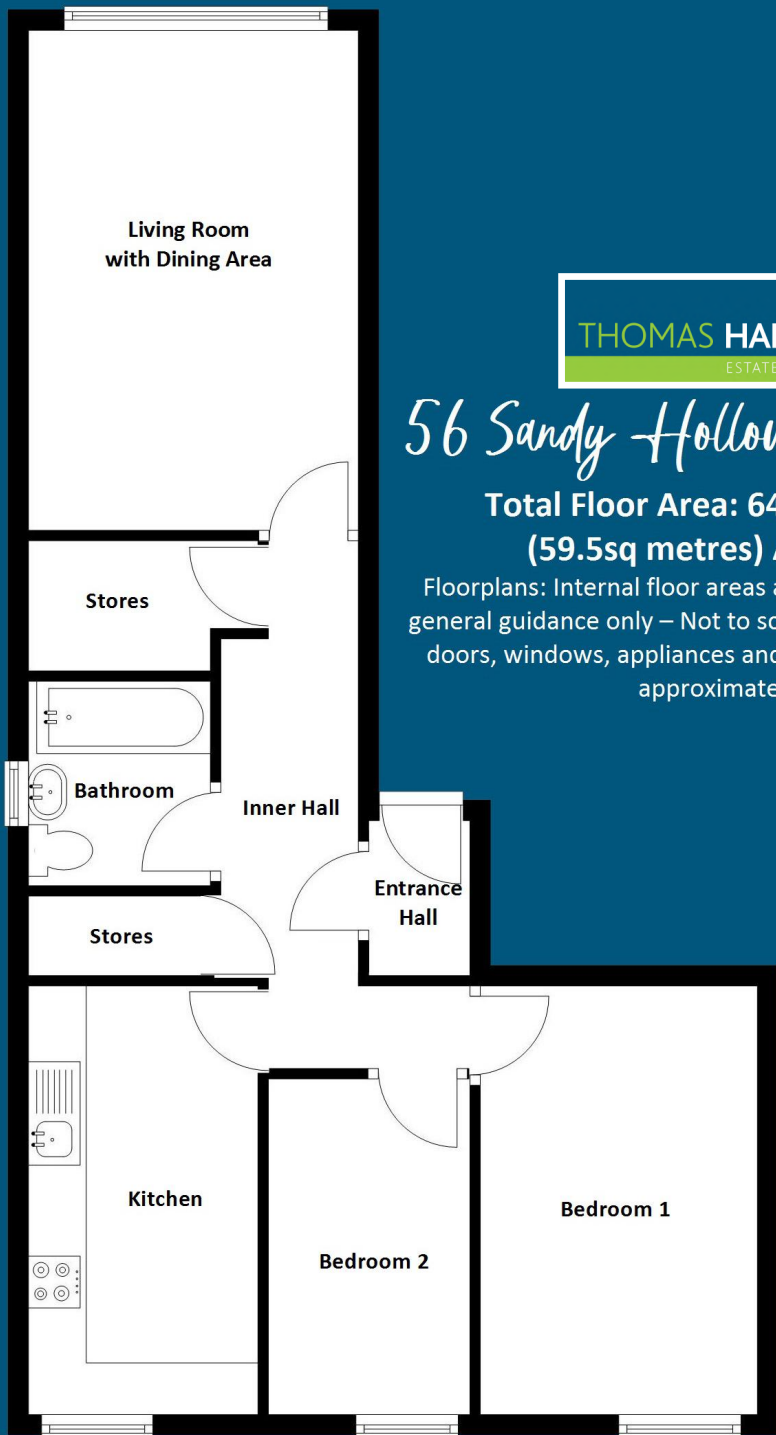 Living Room
with Dining Area
THOMAS
ESTATE
56 Sandy
Total Floor Area:
(59.5sq metres)
Floorplans: Internal floor areas
general guidance only – Not to
doors, windows, appliances and
approximate
Stores
Bathroom
Inner Hall
Entrance
Hall
Stores
Kitchen
Bedroom 2
Bedroom 1